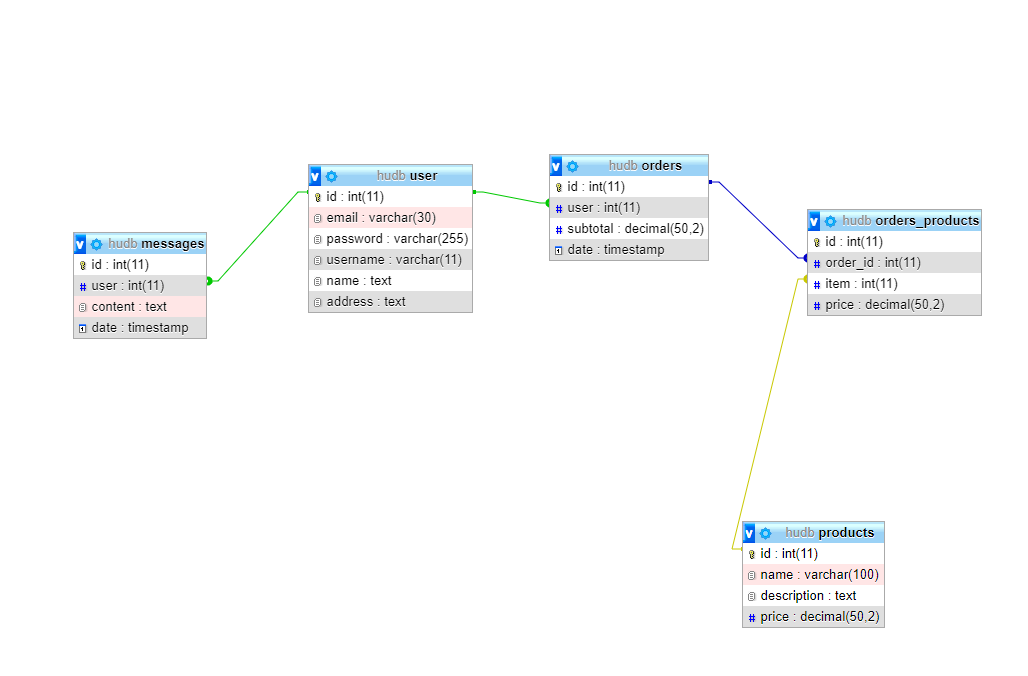 hudb messages
id : int(11)
user : int(11)
content : text
date : timestamp
hudb user
id : int(11)
email : varchar(30)
password : varchar(255)
username : varchar(11)
name : text
address : text
hudb orders
id : int(11)
user : int(11)
subtotal : decimal(50,2)
date : timestamp
hudb orders_products
id : int(11)
order_id : int(11)
item : int(11)
price : decimal(50,2)
hudb products
id : int(11)
name : varchar(100)
description : text
price : decimal(50,2)